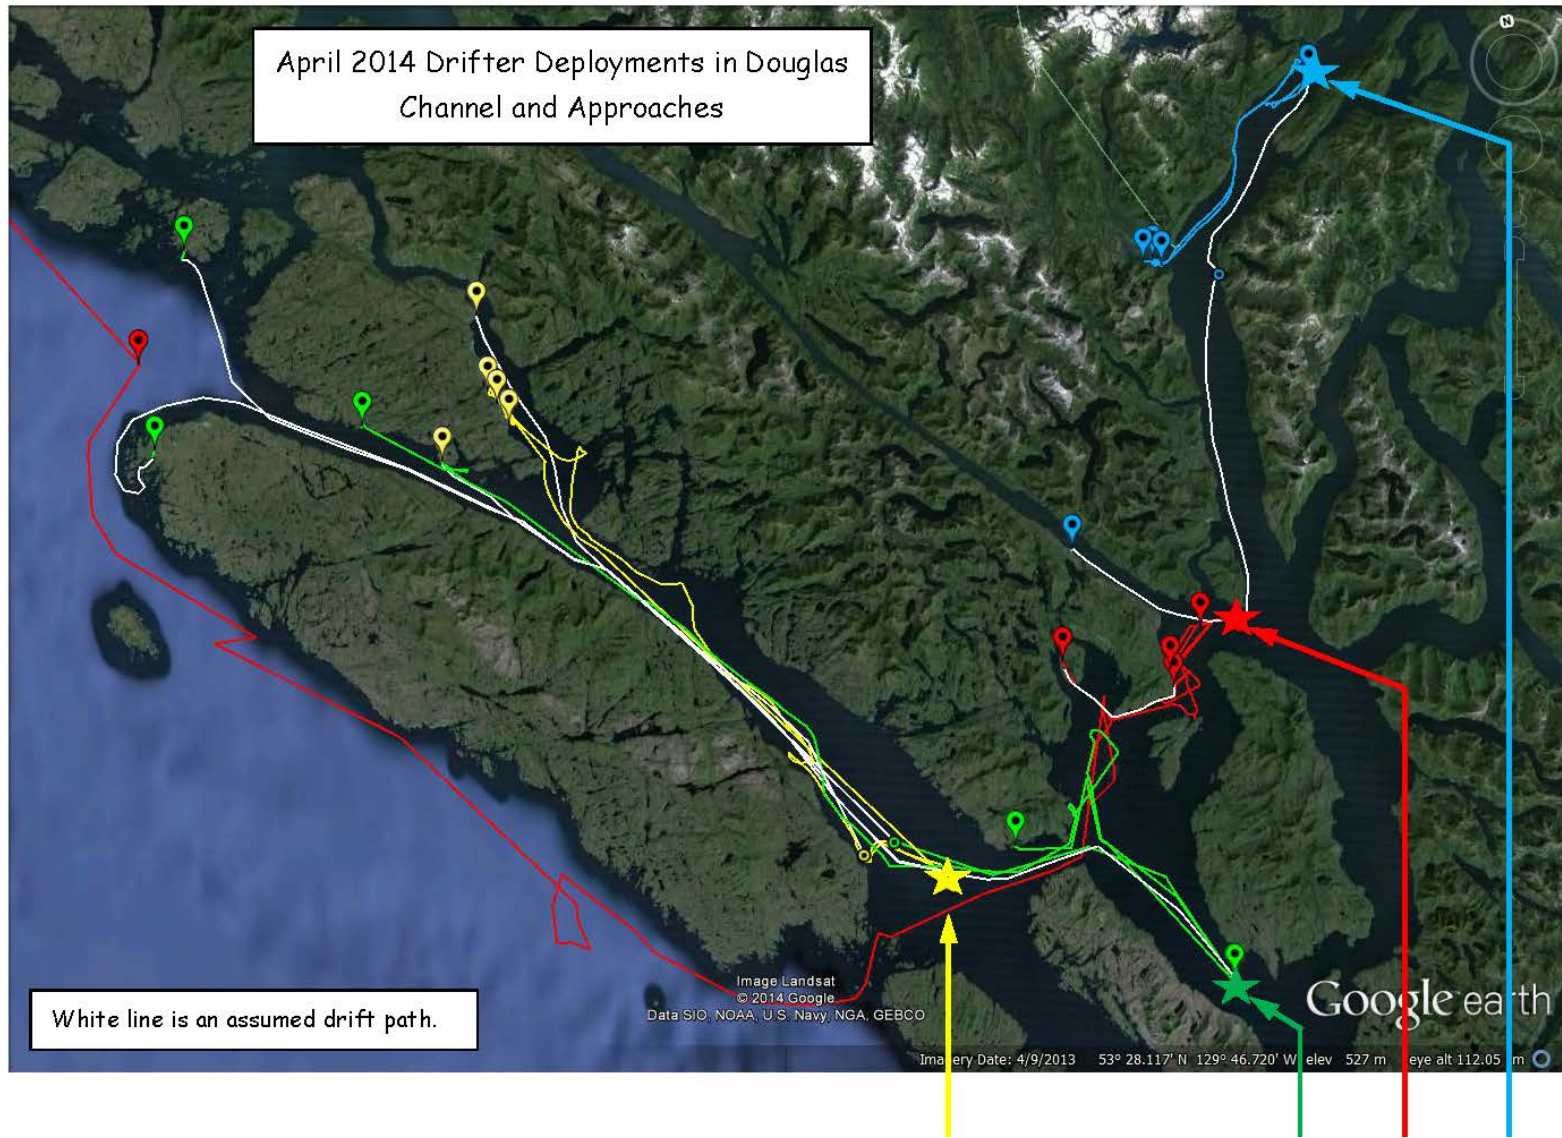 April 2014 Drifter Deployments in Douglas
Channel and Approaches
N
Image Landsat
© 2014 Google
Data SIO, NOAA, U.S. Navy, NGA, GEBCO
Google earth
White line is an assumed drift path.
Imagery Date: 4/9/2013 53° 28.117' N 129° 46.720' W elev 527 m eye alt 112.05